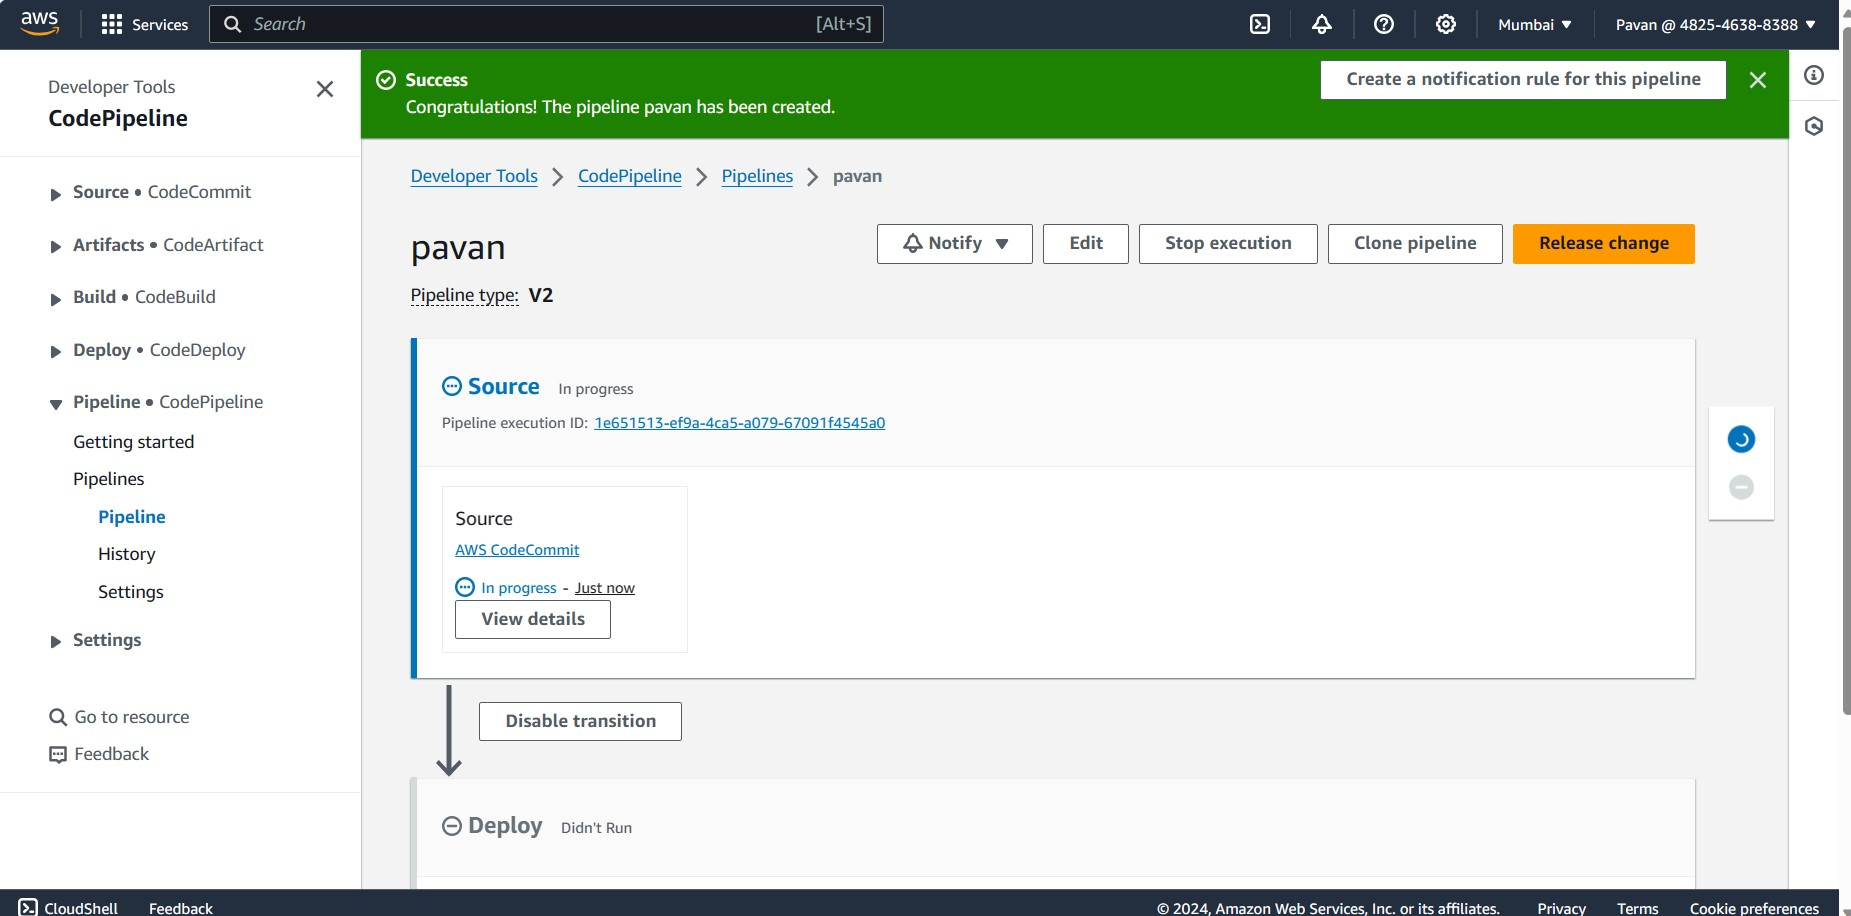 aws
Services
Search
[Alt+S]
Mumbai
Pavan @ 4825-4638-8388
Developer Tools
CodePipeline
Source • CodeCommit
Artifacts • CodeArtifact
Build • CodeBuild
Deploy • CodeDeploy
Pipeline • CodePipeline
Getting started
Pipelines
Pipeline
History
Settings
Settings
Go to resource
Feedback
Success
Congratulations! The pipeline pavan has been created.
Create a notification rule for this pipeline
Developer Tools > CodePipeline > Pipelines > pavan
pavan
Notify
Edit
Stop execution
Clone pipeline
Release change
Pipeline type: V2
Source In progress
Pipeline execution ID: 1e651513-ef9a-4ca5-a079-67091f4545a0
Source
AWS CodeCommit
In progress - Just now
View details
Disable transition
Deploy Didn't Run
CloudShell
Feedback
© 2024, Amazon Web Services, Inc. or its affiliates.
Privacy
Terms
Cookie preferences